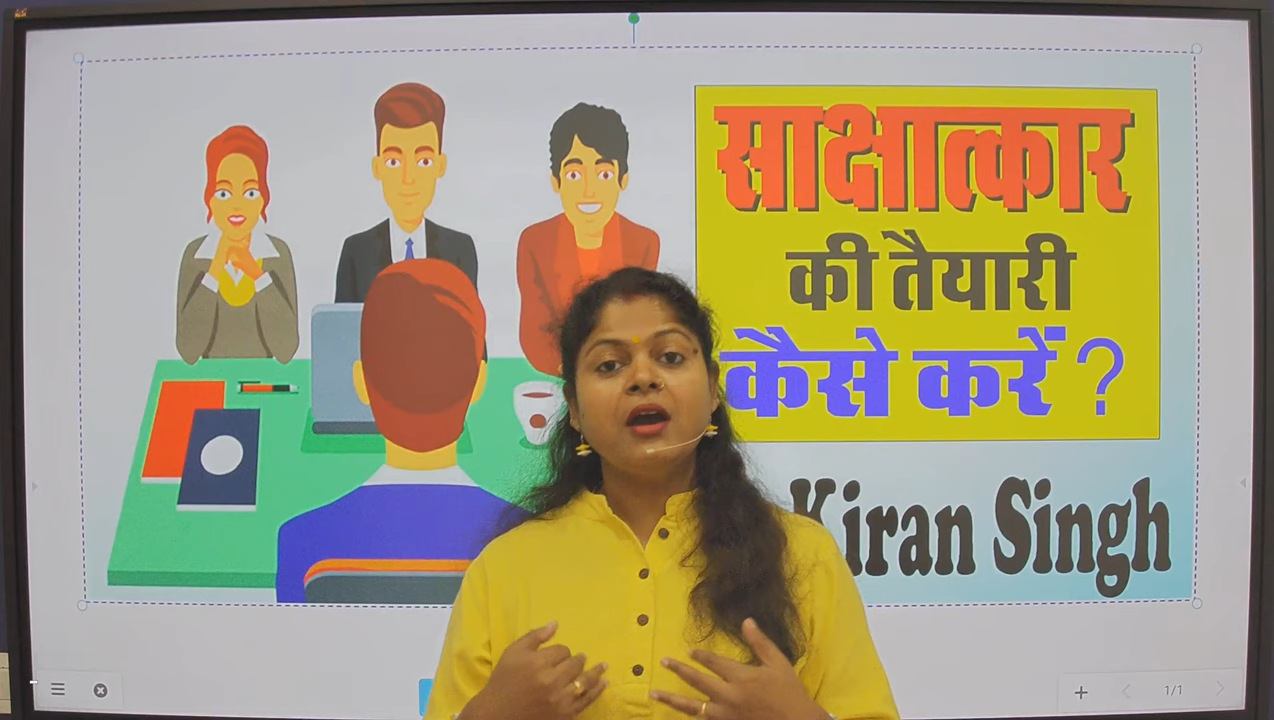 साक्षात्कार
की तैयारी
कैसे करें ?
Kiran Singh
1/1